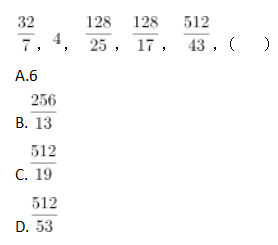 32/7, 4, 128/25, 128/17, 512/43, ( )
A.6
B. 256/13
C. 512/19
D. 512/53